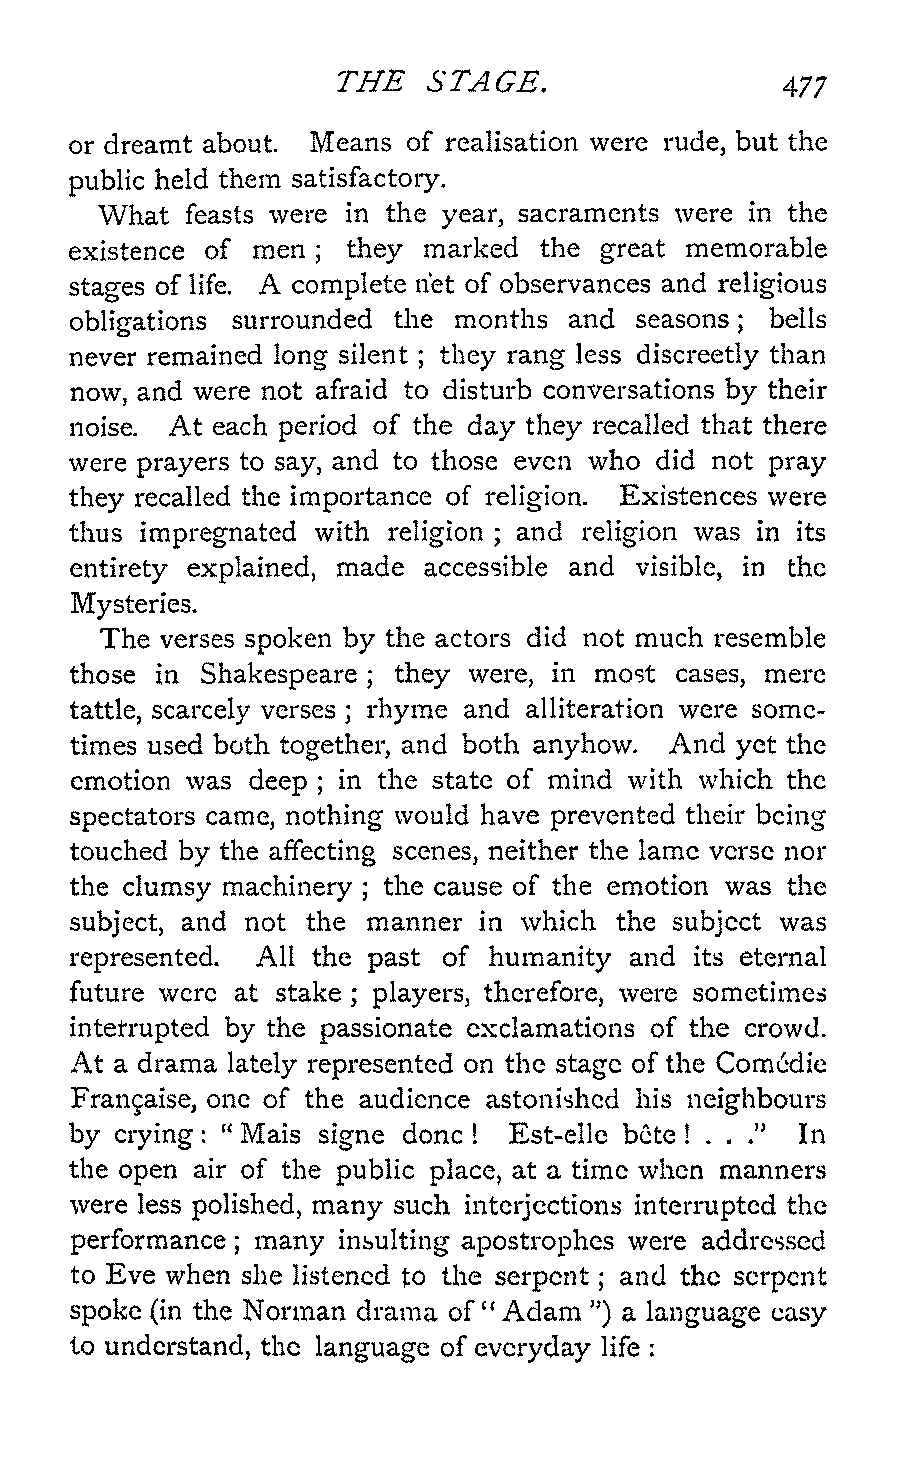 THE STAGE. 477
or dreamt about. Means of realisation were rude, but the
public held them satisfactory.
What feasts were in the year, sacraments were in the
existence of men ; they marked the great memorable
stages of life. A complete net of observances and religious
obligations surrounded the months and seasons ; bells
never remained long silent ; they rang less discreetly than
now, and were not afraid to disturb conversations by their
noise. At each period of the day they recalled that there
were prayers to say, and to those even who did not pray
they recalled the importance of religion. Existences were
thus impregnated with religion ; and religion was in its
entirety explained, made accessible and visible, in the
Mysteries.
The verses spoken by the actors did not much resemble
those in Shakespeare ; they were, in most cases, mere
tattle, scarcely verses ; rhyme and alliteration were some-
times used both together, and both anyhow. And yet the
emotion was deep ; in the state of mind with which the
spectators came, nothing would have prevented their being
touched by the affecting scenes, neither the lame verse nor
the clumsy machinery ; the cause of the emotion was the
subject, and not the manner in which the subject was
represented. All the past of humanity and its eternal
future were at stake ; players, therefore, were sometimes
interrupted by the passionate exclamations of the crowd.
At a drama lately represented on the stage of the Comédie
Française, one of the audience astonished his neighbours
by crying : " Mais signe donc ! Est-elle bête ! . . ." In
the open air of the public place, at a time when manners
were less polished, many such interjections interrupted the
performance ; many insulting apostrophes were addressed
to Eve when she listened to the serpent ; and the serpent
spoke (in the Norman drama of " Adam ") a language easy
to understand, the language of everyday life :